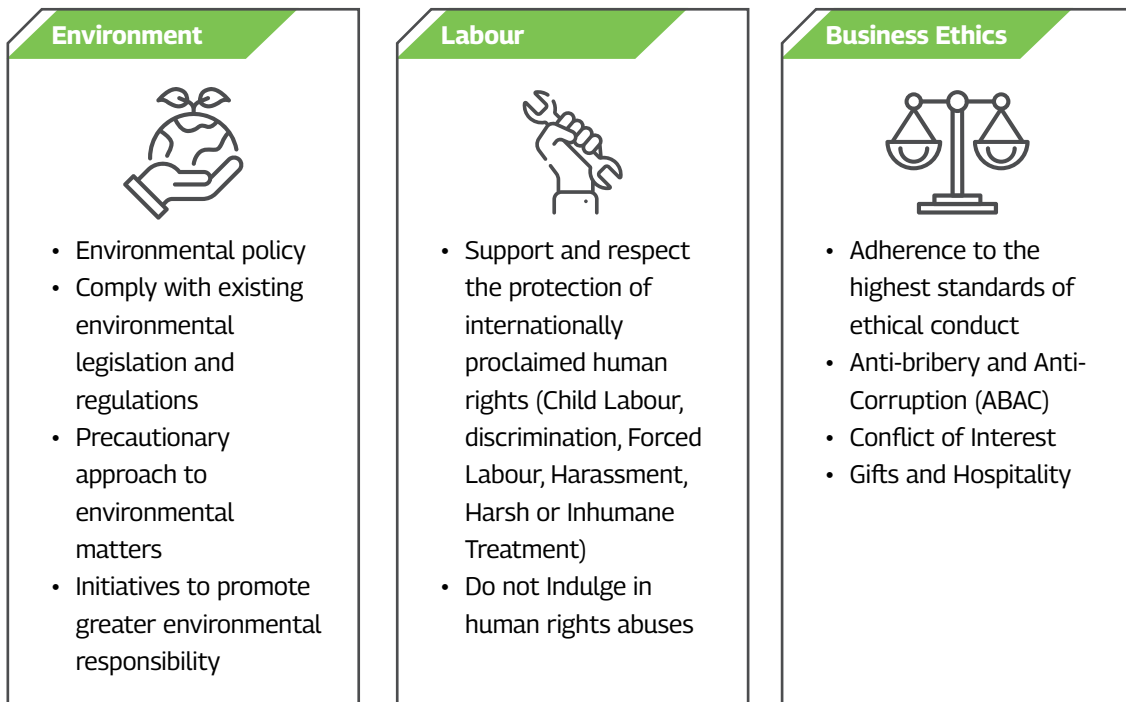 Environment
• Environmental policy
• Comply with existing
environmental
legislation and
regulations
• Precautionary
approach to
environmental
matters
• Initiatives to promote
greater environmental
responsibility
Labour
• Support and respect
the protection of
internationally
proclaimed human
rights (Child Labour,
discrimination, Forced
Labour, Harassment,
Harsh or Inhumane
Treatment)
• Do not Indulge in
human rights abuses
Business Ethics
• Adherence to the
highest standards of
ethical conduct
• Anti-bribery and Anti-
Corruption (ABAC)
• Conflict of Interest
• Gifts and Hospitality